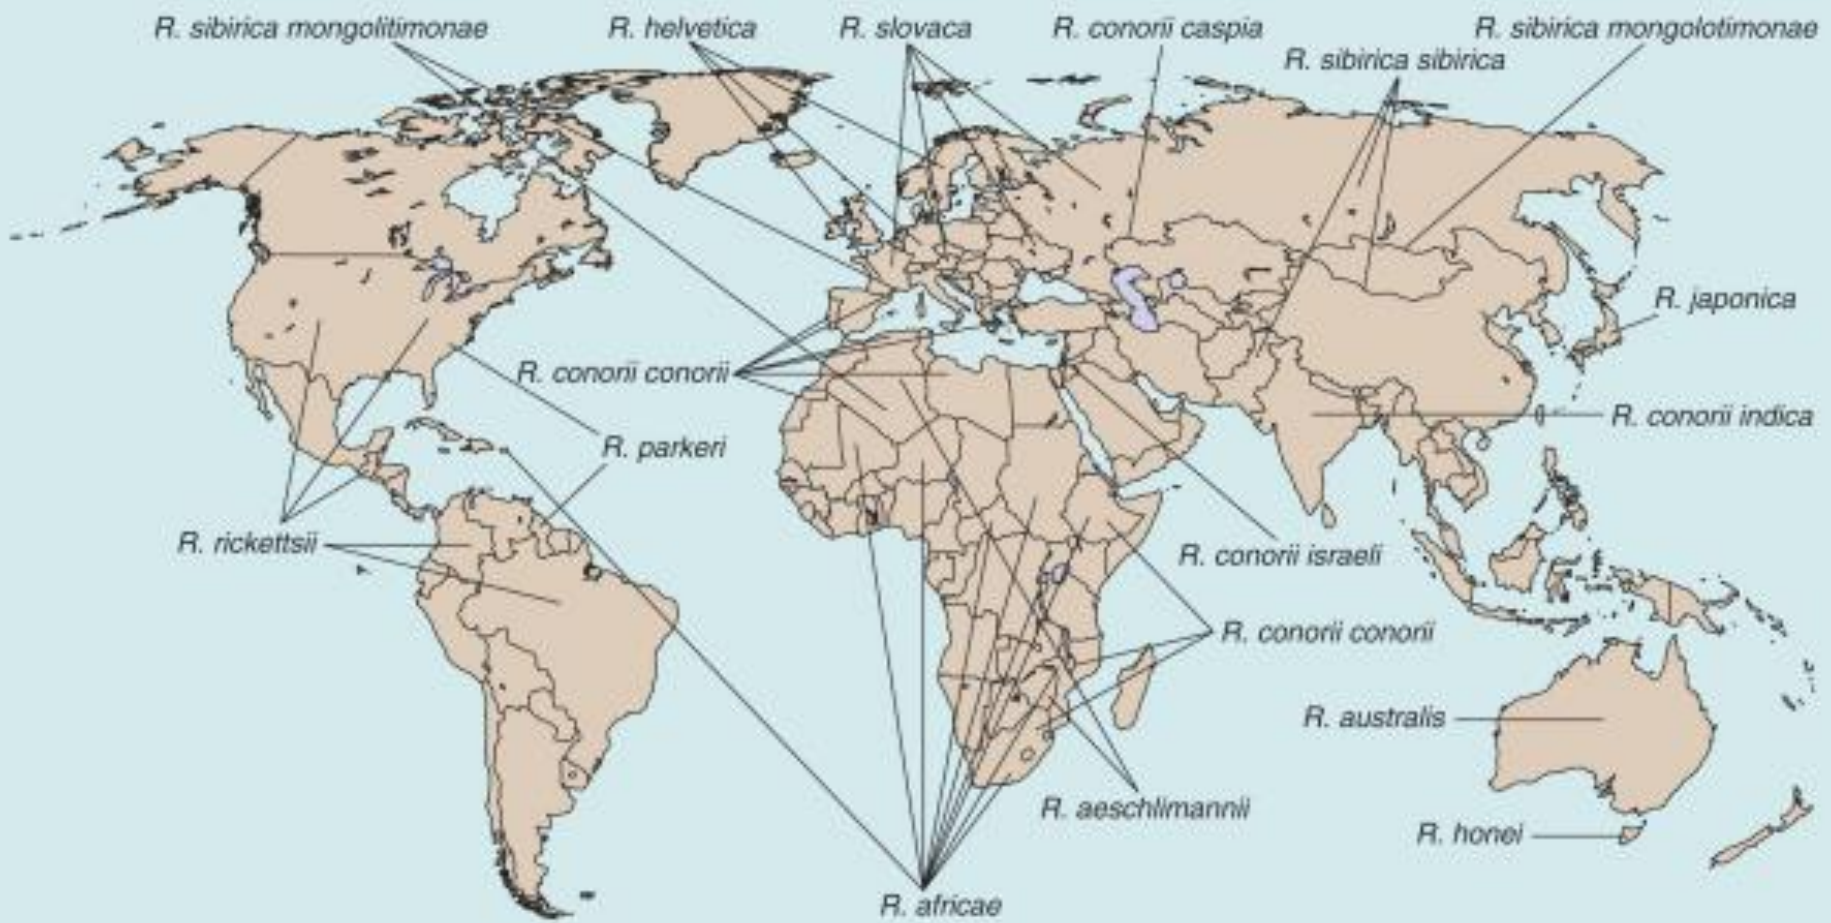 R. sibirica mongolitimonae
R. helvetica
R. slovaca
R. conorii caspia
R. sibirica mongolotimonae
R. sibirica sibirica
R. japonica
R. conorii conorii
R. conorii indica
R. parkeri
R. rickettsii
R. conorii israeli
R. conorii conorii
R. australis
R. aeschlimannii
R. honei
R. africae